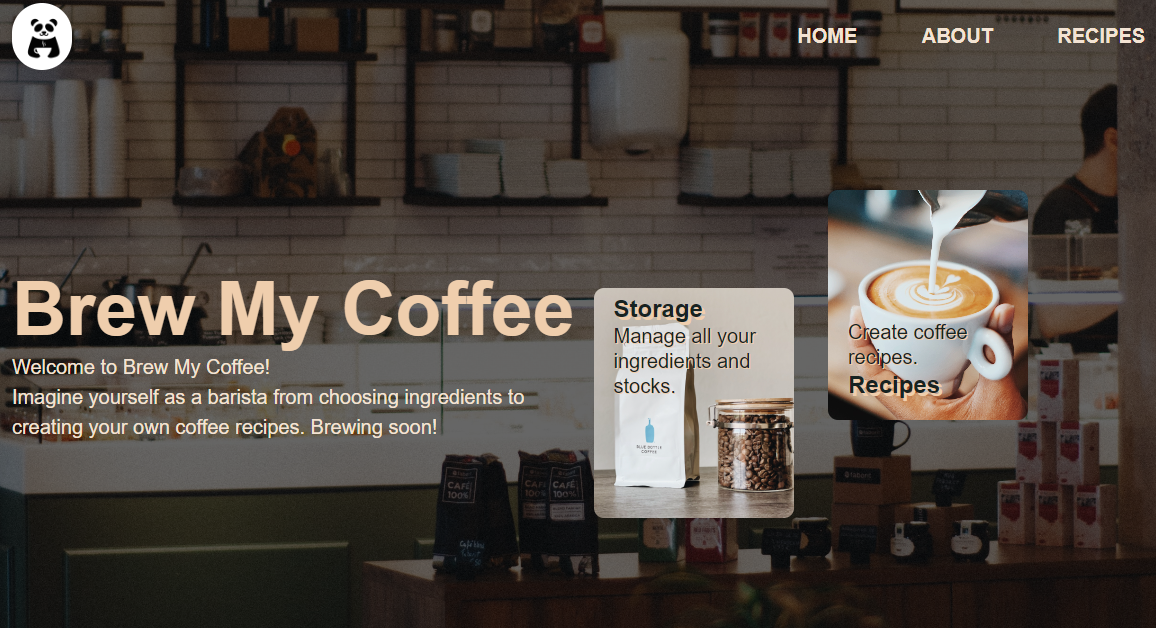 HOME ABOUT RECIPES
Brew My Coffee
Welcome to Brew My Coffee!
Imagine yourself as a barista from choosing ingredients to
creating your own coffee recipes. Brewing soon!
Storage
Manage all your
ingredients and
stocks.
BLUE BOTTLE
COFFEE
Create coffee
recipes.
Recipes
CAFÉ
100%
CAFÉ
100%
CAFÉ
100%